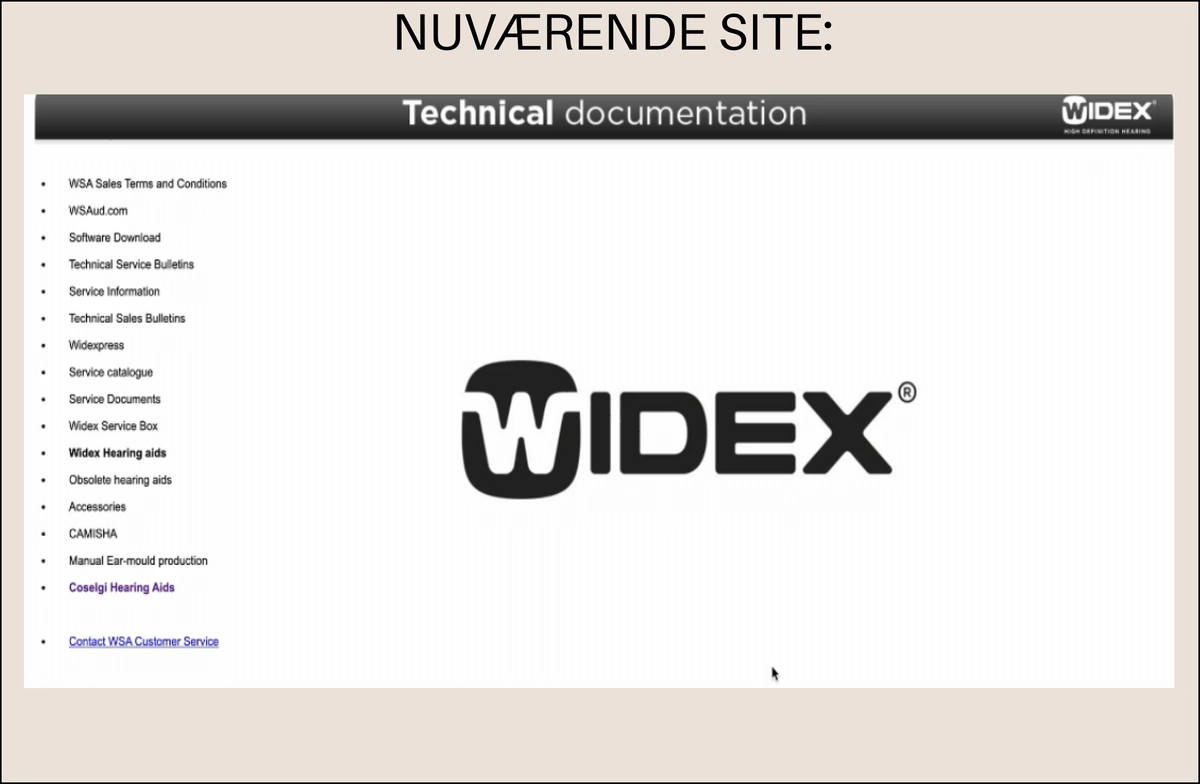 NUVÆRENDE SITE:
Technical documentation
WIDEX®
HIGH DEFINITION HEARING
• WSA Sales Terms and Conditions
• WSAud.com
• Software Download
• Technical Service Bulletins
• Service Information
• Technical Sales Bulletins
• Widexpress
• Service catalogue
• Service Documents
• Widex Service Box
• Widex Hearing aids
• Obsolete hearing aids
• Accessories
• CAMISHA
• Manual Ear-mould production
• Coselgi Hearing Aids
• Contact WSA Customer Service
WIDEX®